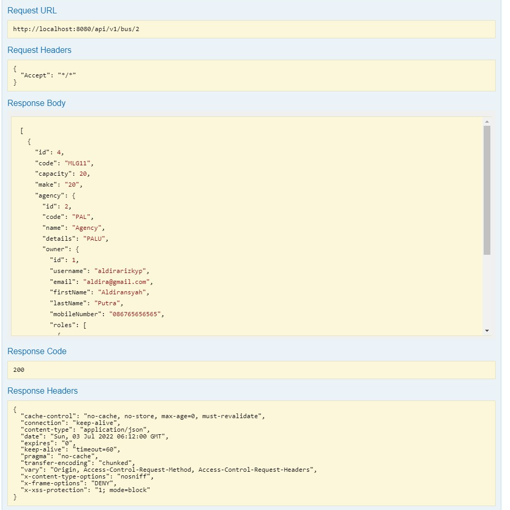 Request URL
http://localhost:8080/api/v1/bus/2
Request Headers
{
"Accept": "*/*"
}
Response Body
[
{
"id": 4,
"code": "MLG11",
"capacity": 20,
"make": "20",
"agency": {
"id": 2,
"code": "PAL",
"name": "Agency",
"details": "PALU",
"owner": {
"id": 1,
"username": "aldirarizkyp",
"email": "aldira@gmail.com",
"firstName": "Aldiransyah",
"lastName": "Putra",
"mobileNumber": "086765656565",
"roles": [
Response Code
200
Response Headers
{
"cache-control": "no-cache, no-store, max-age=0, must-revalidate",
"connection": "keep-alive",
"content-type": "application/json",
"date": "Sun, 03 Jul 2022 06:12:00 GMT",
"expires": "0",
"keep-alive": "timeout=60",
"pragma": "no-cache",
"transfer-encoding": "chunked",
"vary": "Origin, Access-Control-Request-Method, Access-Control-Request-Headers",
"x-content-type-options": "nosniff",
"x-frame-options": "DENY",
"x-xss-protection": "1; mode=block"
}